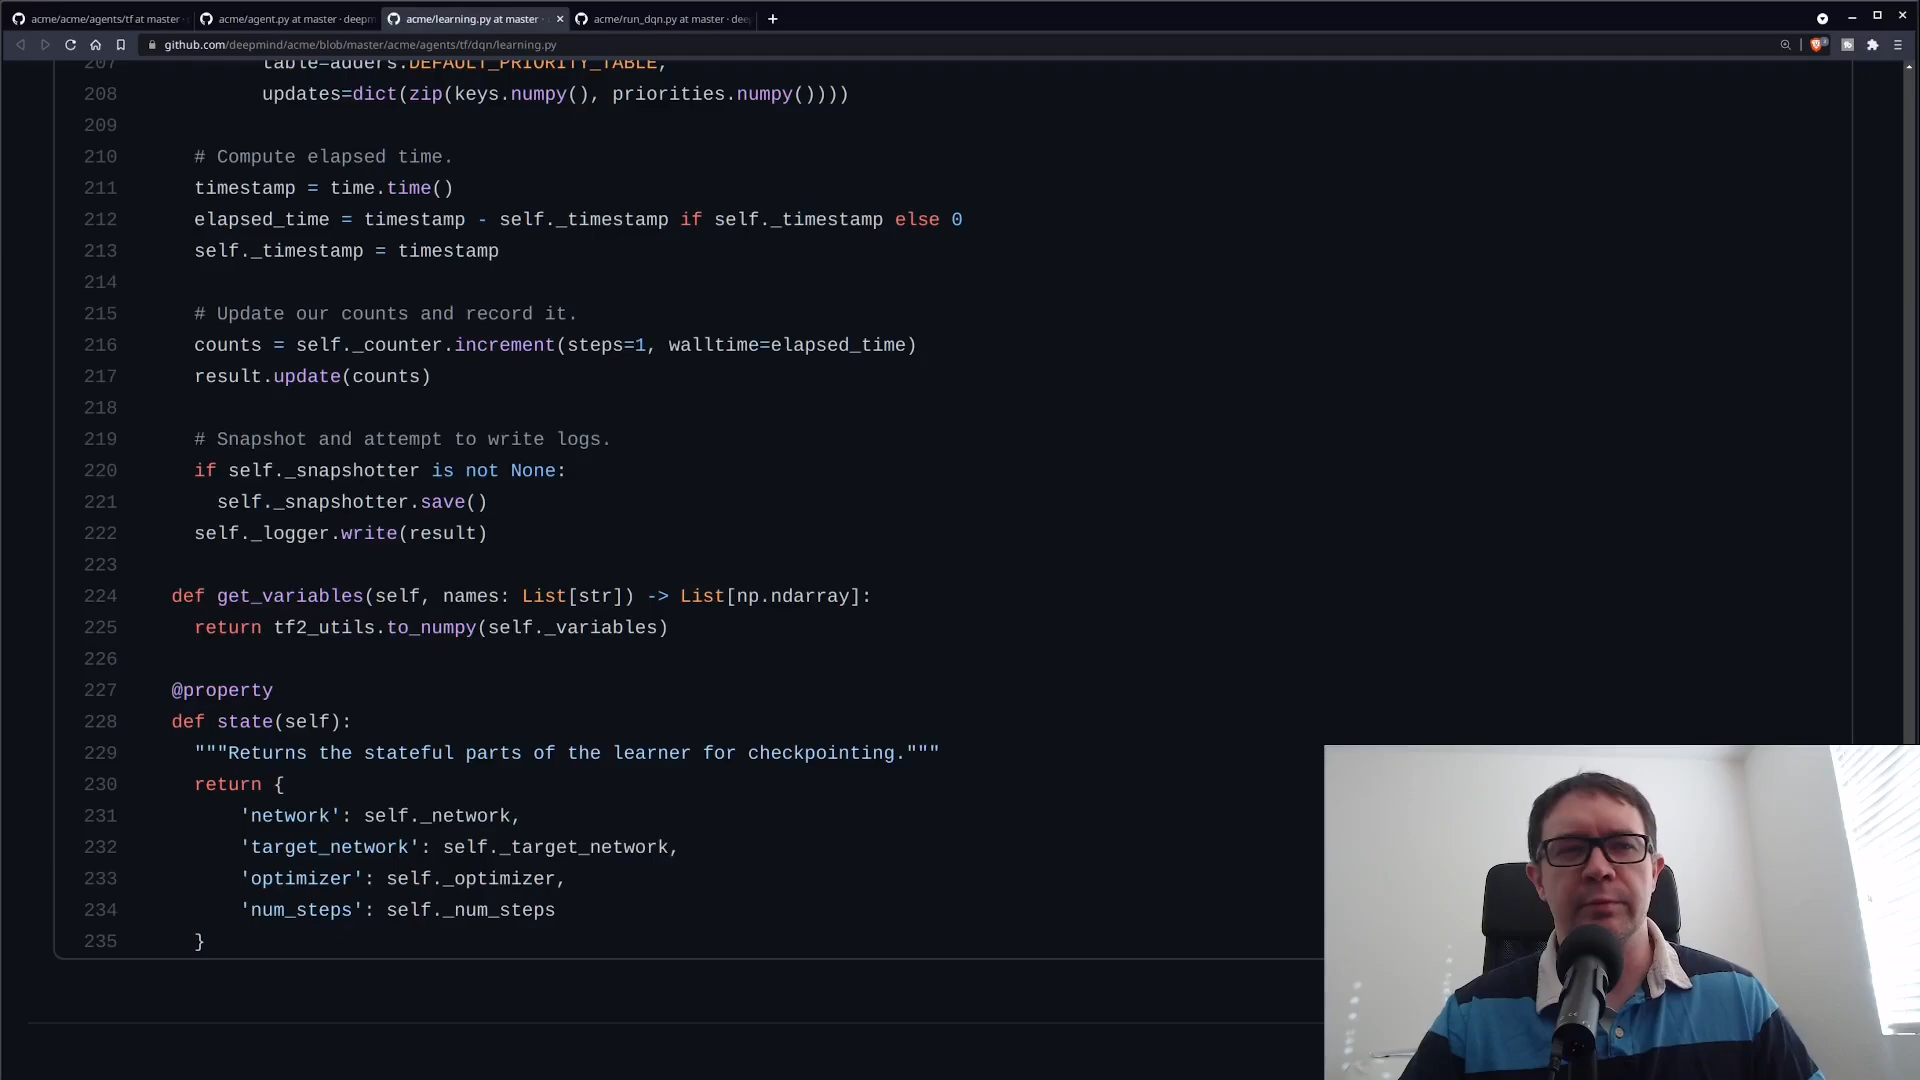 acme/acme/agents/tf at master ·
acme/agent.py at master · deepm
acme/learning.py at master ·
acme/run_dqn.py at master · dee
github.com/deepmind/acme/blob/master/acme/agents/tf/dqn/learning.py
207 table=adders.DEFAULT_PRIORITY_TABLE,
208 updates=dict(zip(keys.numpy(), priorities.numpy())))
209
210 # Compute elapsed time.
211 timestamp = time.time()
212 elapsed_time = timestamp - self._timestamp if self._timestamp else 0
213 self._timestamp = timestamp
214
215 # Update our counts and record it.
216 counts = self._counter.increment(steps=1, walltime=elapsed_time)
217 result.update(counts)
218
219 # Snapshot and attempt to write logs.
220 if self._snapshotter is not None:
221 self._snapshotter.save()
222 self._logger.write(result)
223
224 def get_variables(self, names: List[str]) -> List[np.ndarray]:
225 return tf2_utils.to_numpy(self._variables)
226
227 @property
228 def state(self):
229 """Returns the stateful parts of the learner for checkpointing."""
230 return {
231 'network': self._network,
232 'target_network': self._target_network,
233 'optimizer': self._optimizer,
234 'num_steps': self._num_steps
235 }